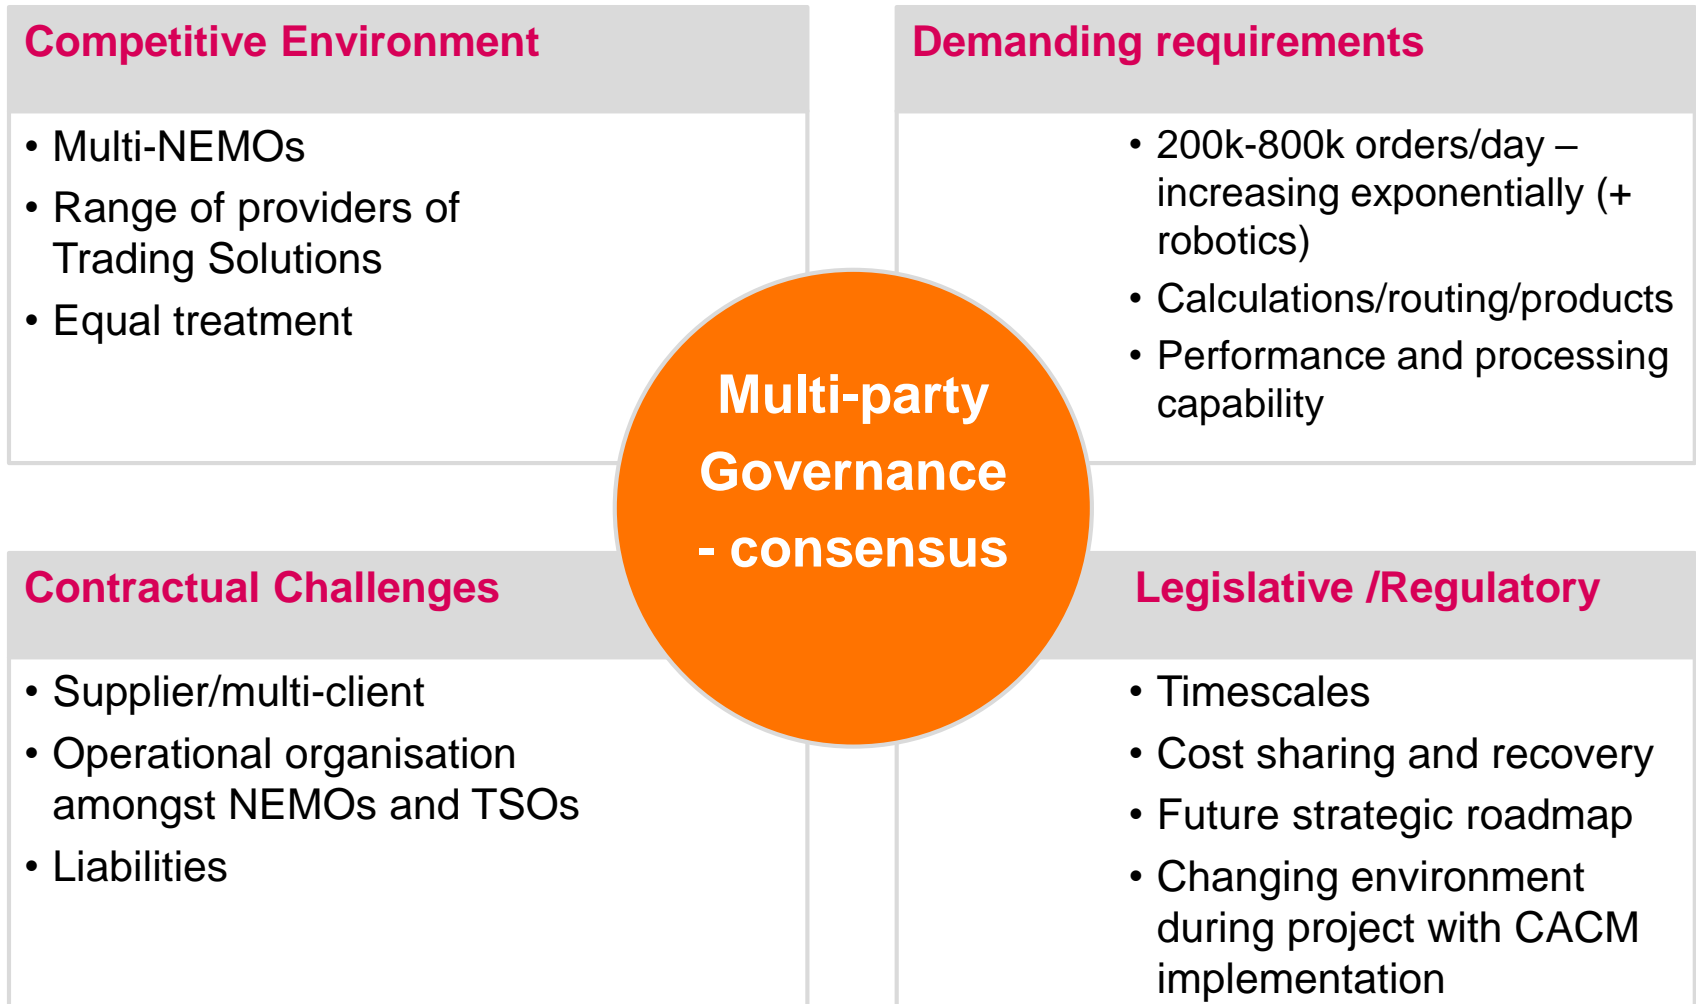 Competitive Environment
• Multi-NEMOs
• Range of providers of
Trading Solutions
• Equal treatment
Demanding requirements
• 200k-800k orders/day –
increasing exponentially (+
robotics)
• Calculations/routing/products
• Performance and processing
capability
Multi-party
Governance
- consensus
Contractual Challenges
• Supplier/multi-client
• Operational organisation
amongst NEMOs and TSOs
• Liabilities
Legislative /Regulatory
• Timescales
• Cost sharing and recovery
• Future strategic roadmap
• Changing environment
during project with CACM
implementation